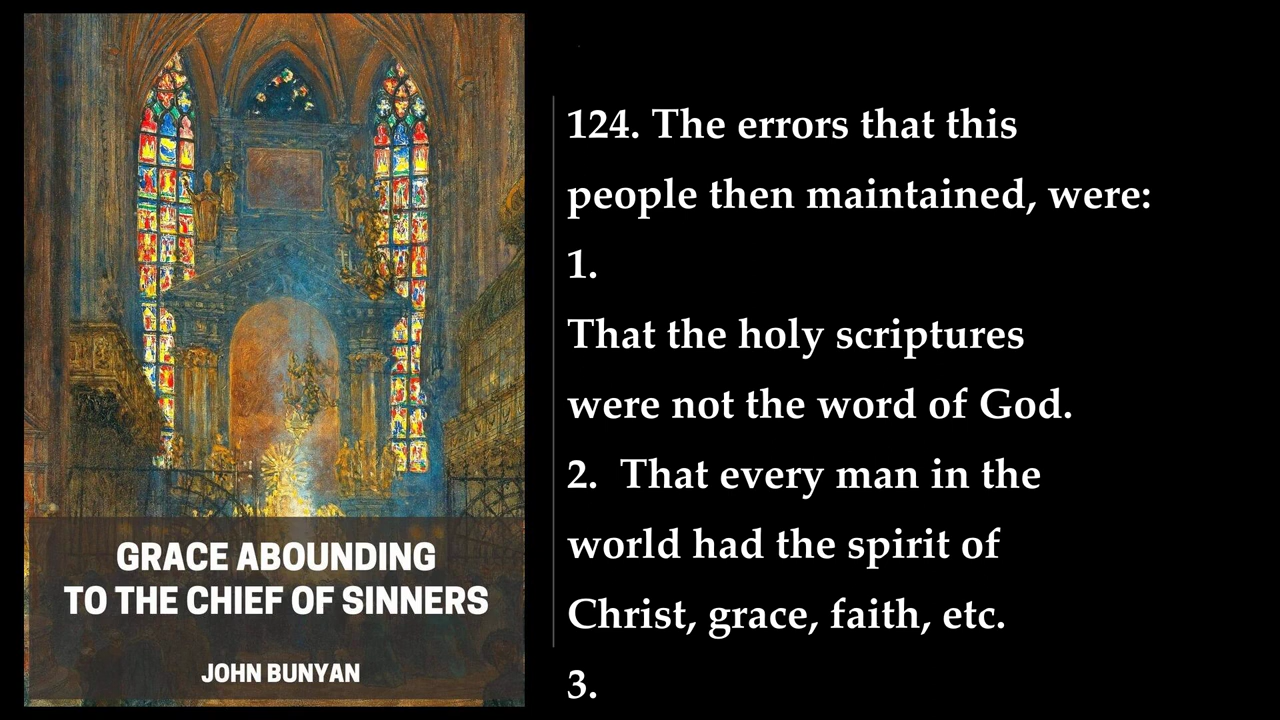 GRACE ABOUNDING
TO THE CHIEF OF SINNERS
JOHN BUNYAN
124. The errors that this
people then maintained, were:
1.
That the holy scriptures
were not the word of God.
2.  That every man in the
world had the spirit of
Christ, grace, faith, etc.
3.